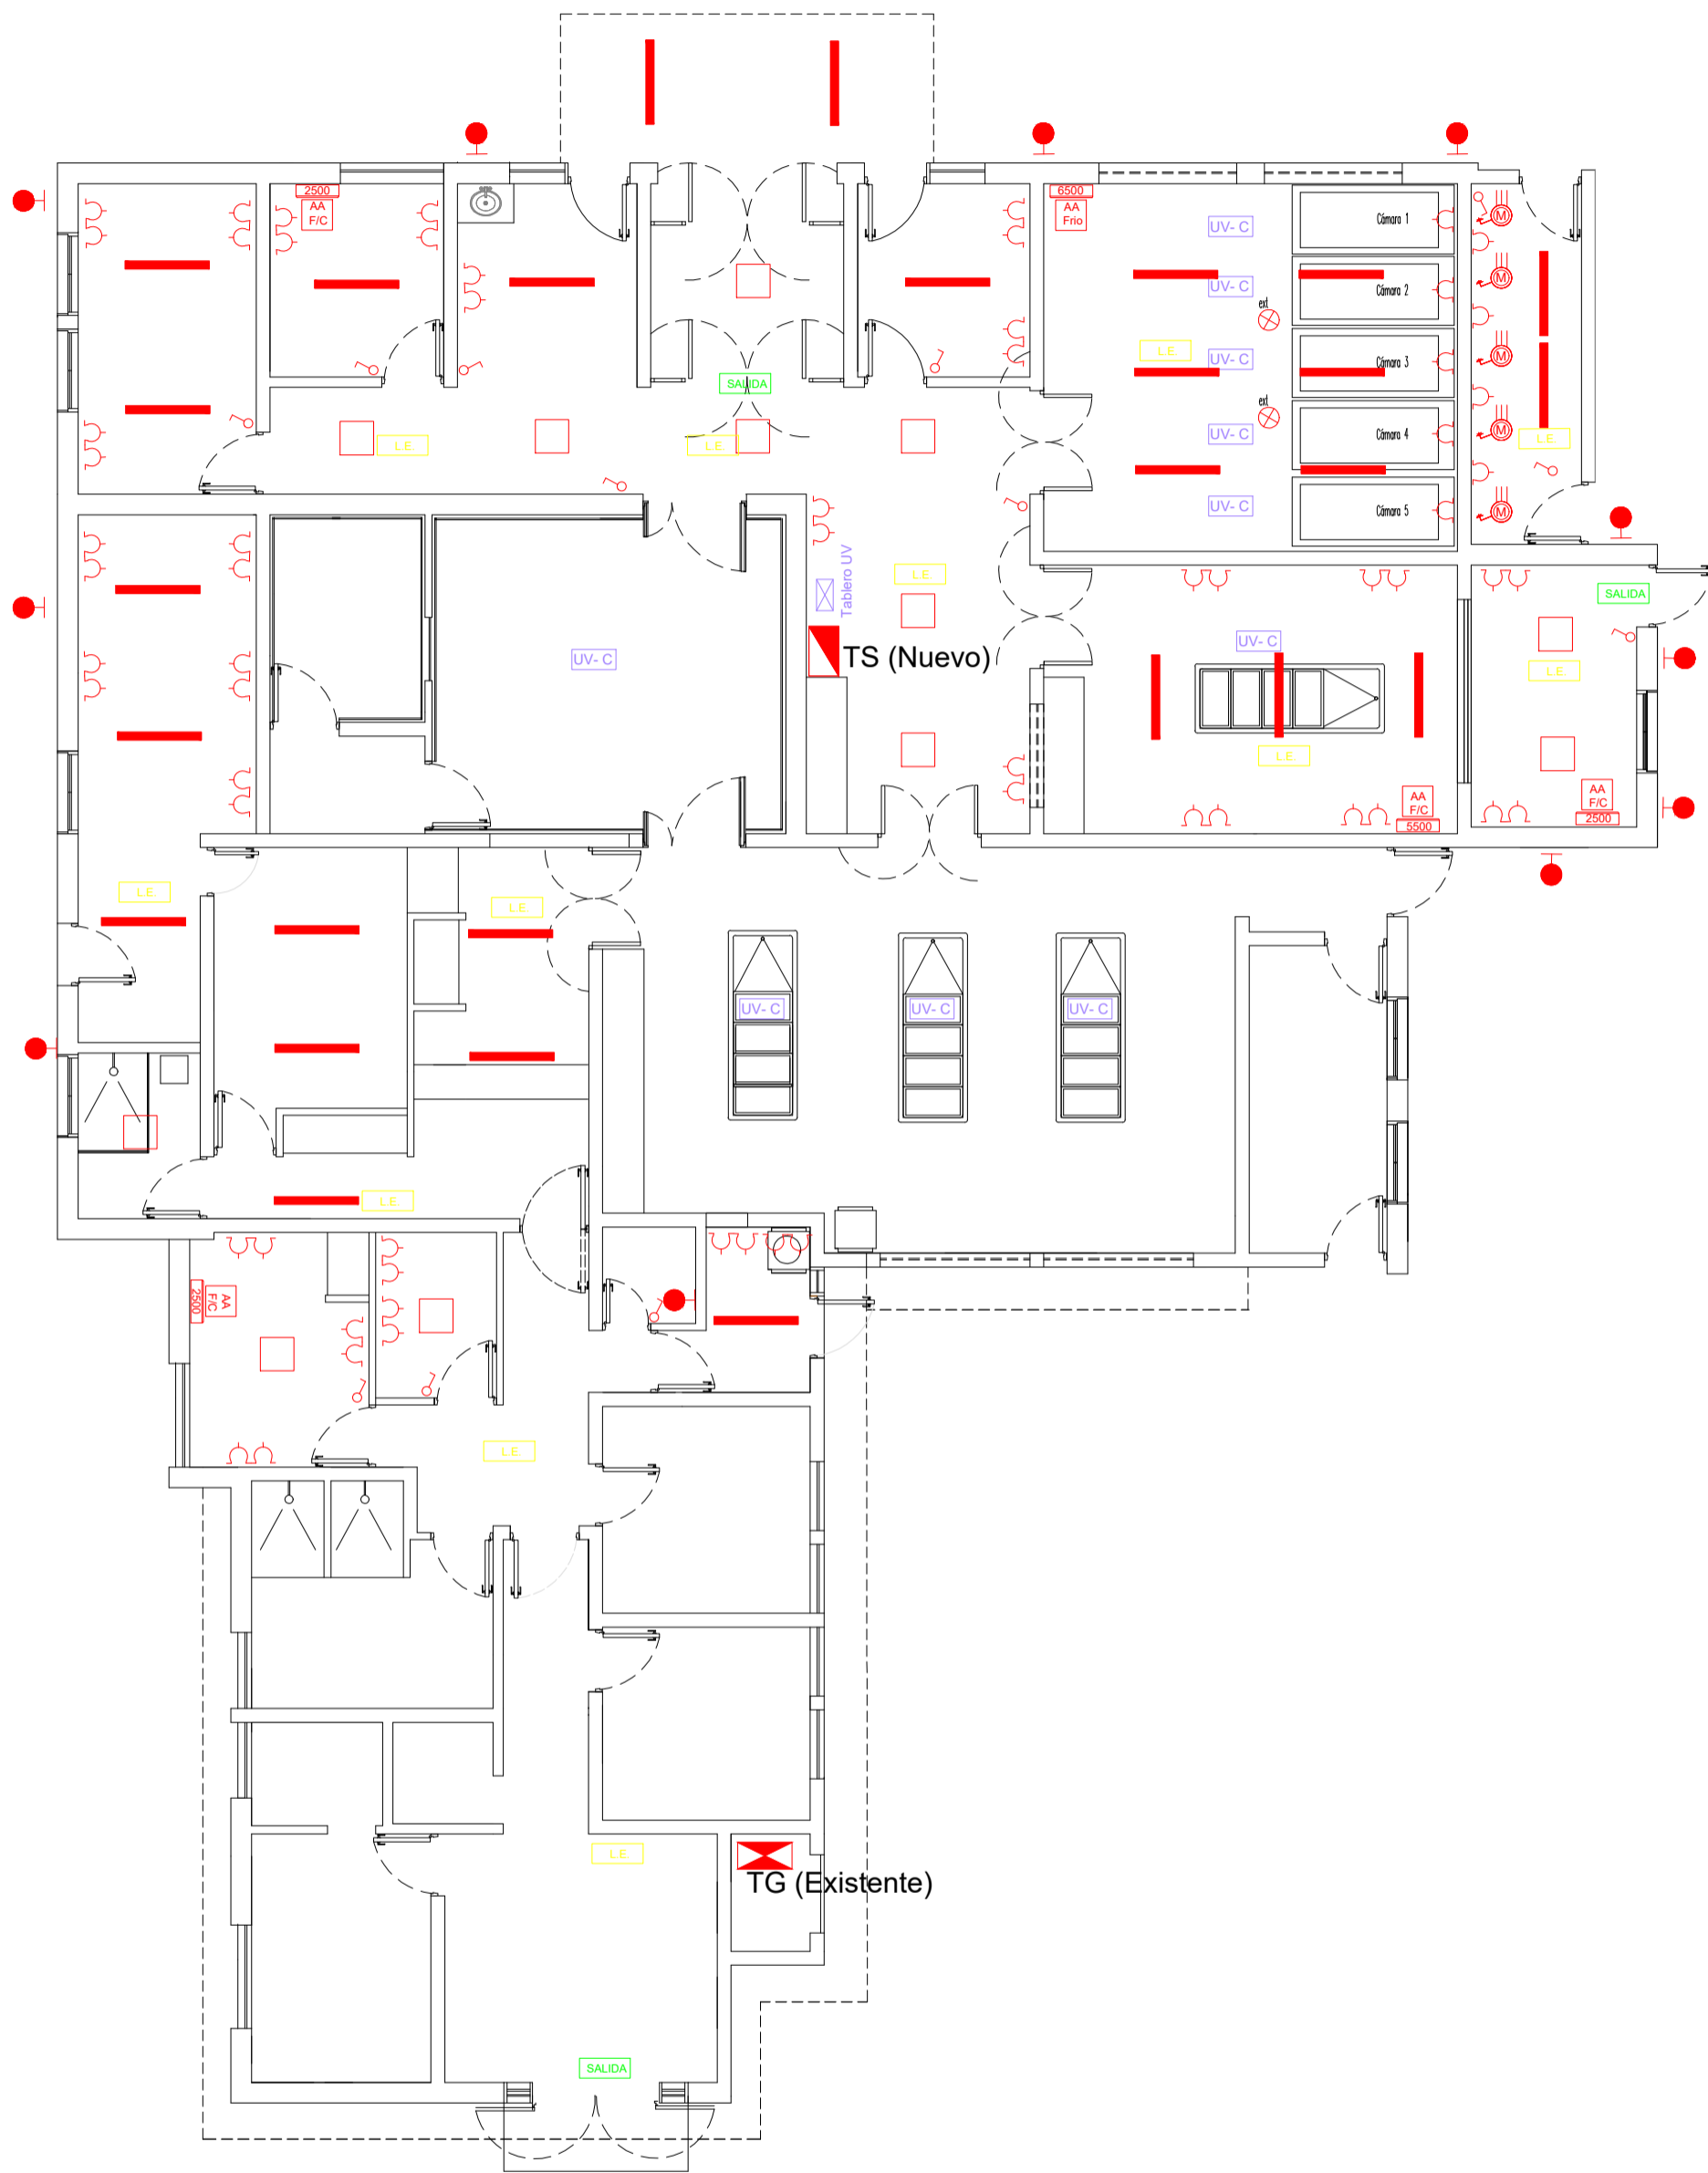 2500
AA
F/C
6500
AA
Frio
UV- C
Cámara 1
UV- C
Cámara 2
ext
L.E.
UV- C
Cámara 3
SALIDA
ext
L.E.
L.E.
UV- C
Cámara 4
L.E.
UV- C
Cámara 5
M
M
M
M
M
Tablero UV
L.E.
SALIDA
UV- C
UV- C
TS (Nuevo)
L.E.
L.E.
AA
F/C
5500
AA
F/C
2500
L.E.
L.E.
UV- C
UV- C
UV- C
L.E.
AA
F/C
2500
L.E.
L.E.
TG (Existente)
SALIDA